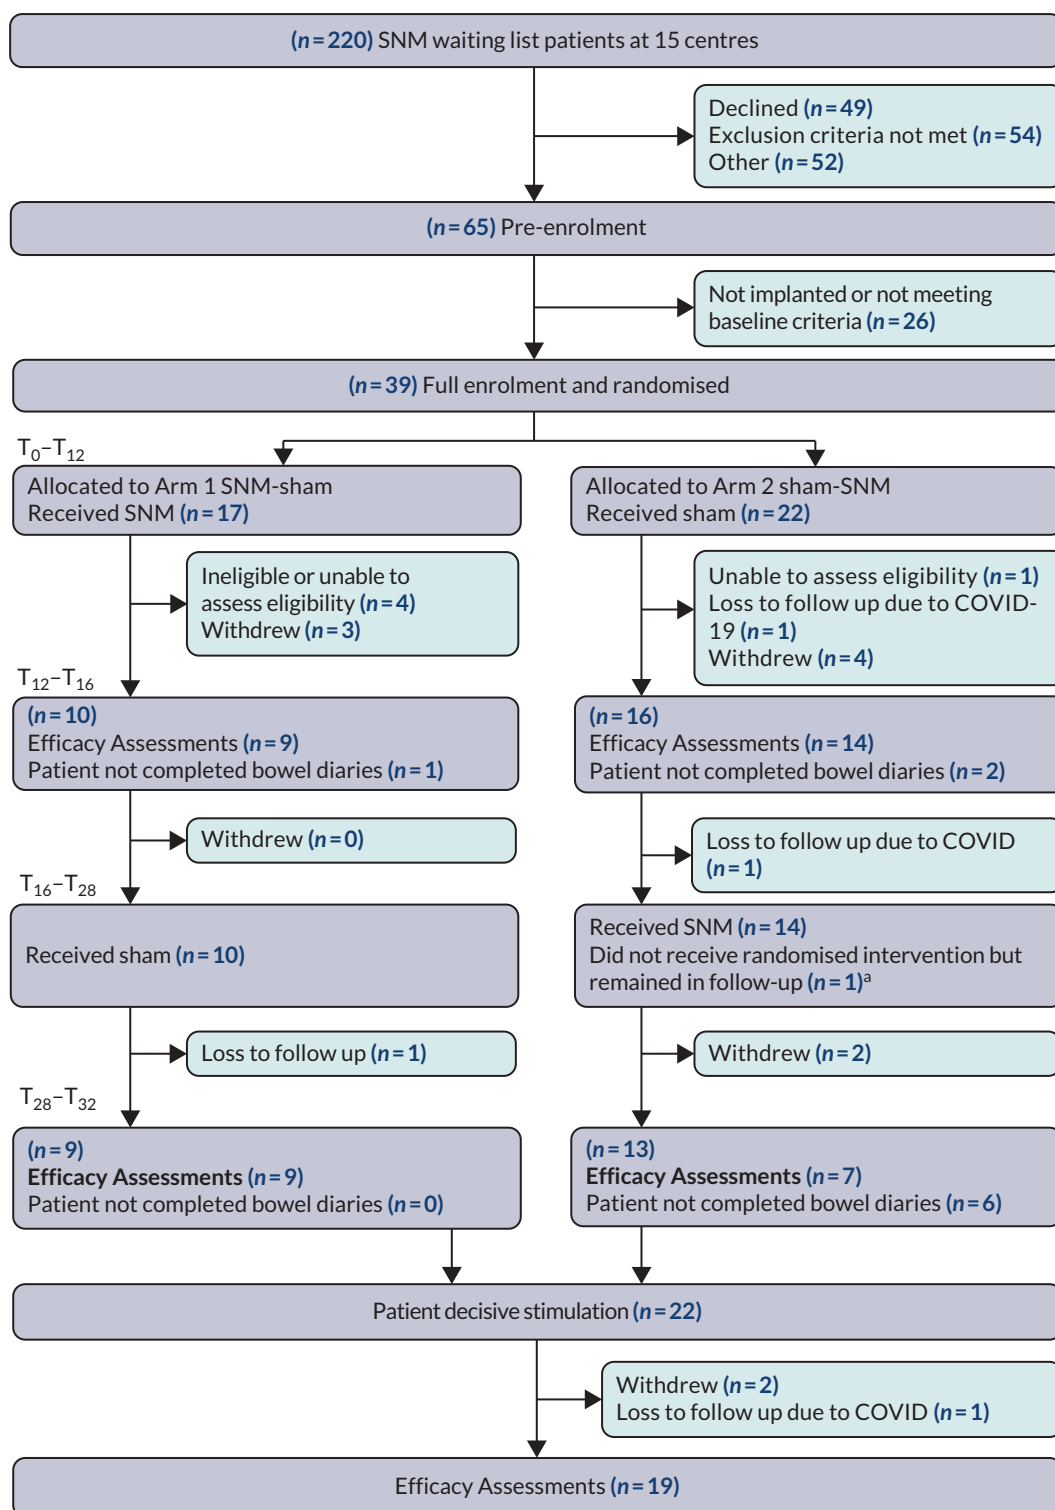 (n=220) SNM waiting list patients at 15 centres
Declined (n=49)
Exclusion criteria not met (n=54)
Other (n=52)
(n=65) Pre-enrolment
Not implanted or not meeting
baseline criteria (n=26)
(n=39) Full enrolment and randomised
T0–T12
Allocated to Arm 1 SNM-sham
Received SNM (n=17)
Allocated to Arm 2 sham-SNM
Received sham (n=22)
Ineligible or unable to
assess eligibility (n=4)
Withdrew (n=3)
Unable to assess eligibility (n=1)
Loss to follow up due to COVID-
19 (n=1)
Withdrew (n=4)
T12–T16
(n=10)
Efficacy Assessments (n=9)
Patient not completed bowel diaries (n=1)
(n=16)
Efficacy Assessments (n=14)
Patient not completed bowel diaries (n=2)
Withdrew (n=0)
Loss to follow up due to COVID
(n=1)
T16–T28
Received sham (n=10)
Received SNM (n=14)
Did not receive randomised intervention but
remained in follow-up (n=1)a
Loss to follow up (n=1)
Withdrew (n=2)
T28–T32
(n=9)
Efficacy Assessments (n=9)
Patient not completed bowel diaries (n=0)
(n=13)
Efficacy Assessments (n=7)
Patient not completed bowel diaries (n=6)
Patient decisive stimulation (n=22)
Withdrew (n=2)
Loss to follow up due to COVID (n=1)
Efficacy Assessments (n=19)